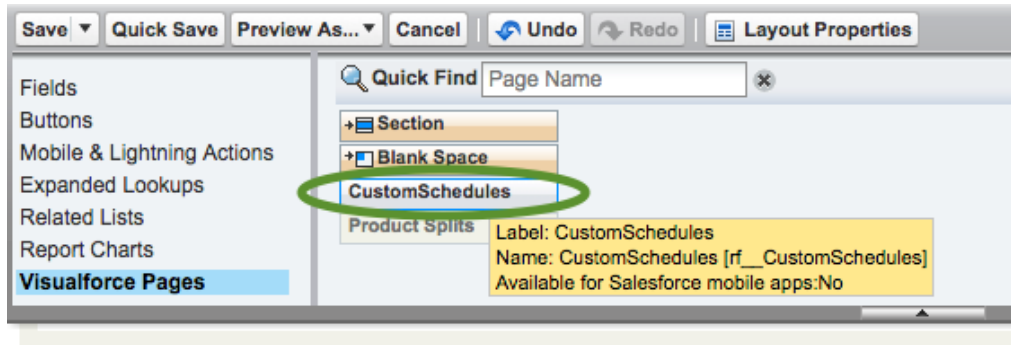 Save Quick Save Preview As... Cancel Undo Redo Layout Properties
Fields
Buttons
Mobile & Lightning Actions
Expanded Lookups
Related Lists
Report Charts
Visualforce Pages
Quick Find Page Name
Section
Blank Space
CustomSchedules
Product Splits
Label: CustomSchedules
Name: CustomSchedules [rf__CustomSchedules]
Available for Salesforce mobile apps:No